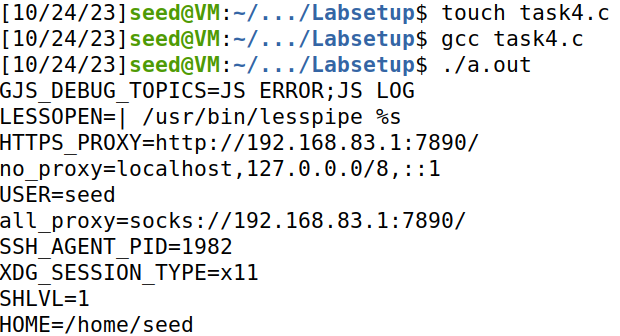 [10/24/23]seed@VM:~/.../Labsetup$ touch task4.c
[10/24/23]seed@VM:~/.../Labsetup$ gcc task4.c
[10/24/23]seed@VM:~/.../Labsetup$ ./a.out
GJS_DEBUG_TOPICS=JS ERROR;JS LOG
LESSOPEN=| /usr/bin/lesspipe %s
HTTPS_PROXY=http://192.168.83.1:7890/
no_proxy=localhost,127.0.0.0/8,::1
USER=seed
all_proxy=socks://192.168.83.1:7890/
SSH_AGENT_PID=1982
XDG_SESSION_TYPE=x11
SHLVL=1
HOME=/home/seed